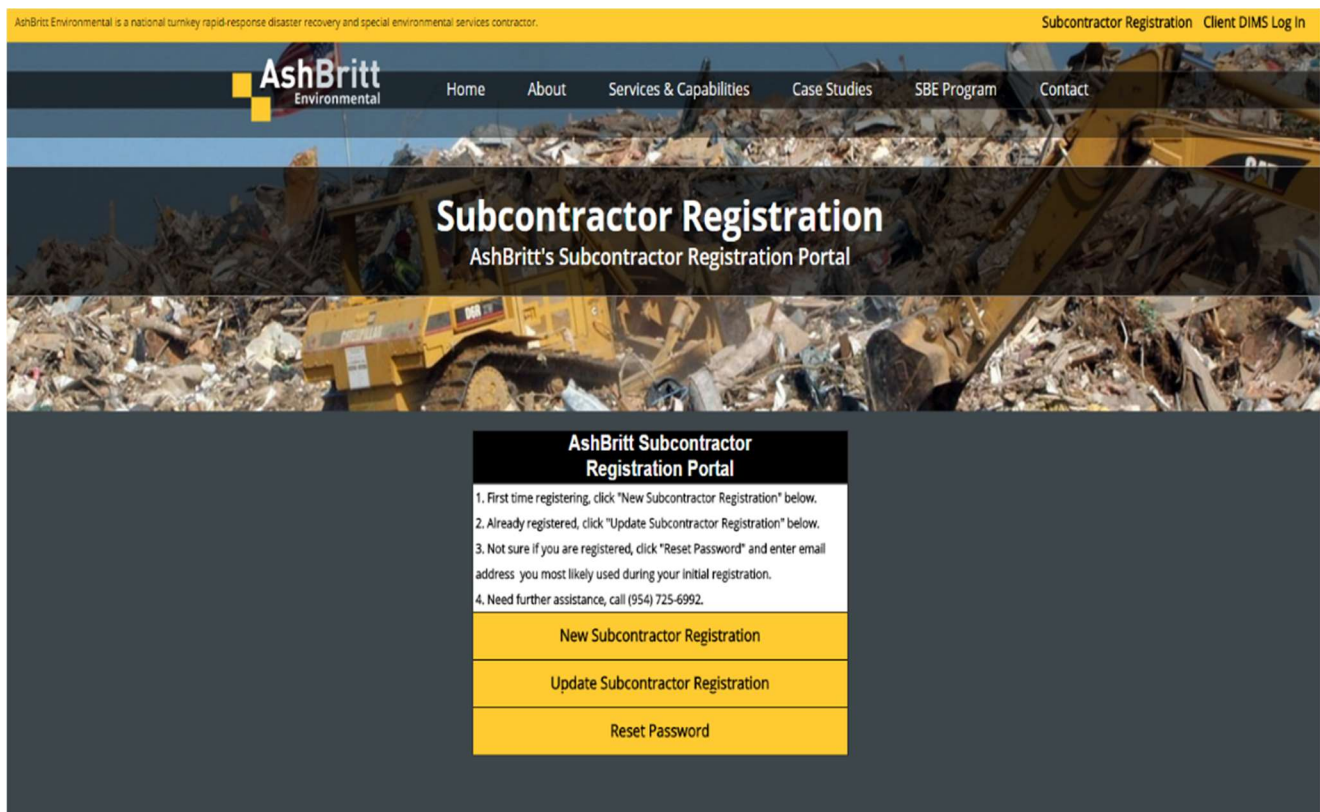 AshBritt Environmental is a national turnkey rapid-response disaster recovery and special environmental services contractor.
Subcontractor Registration Client DIMS Log In
AshBritt
Environmental
Home About Services & Capabilities Case Studies SBE Program Contact
CAT
Subcontractor Registration
AshBritt's Subcontractor Registration Portal
D6R
CATERPILLAR
AshBritt Subcontractor
Registration Portal
1. First time registering, click "New Subcontractor Registration" below.
2. Already registered, click "Update Subcontractor Registration" below.
3. Not sure if you are registered, click "Reset Password" and enter email
address you most likely used during your initial registration.
4. Need further assistance, call (954) 725-6992.
New Subcontractor Registration
Update Subcontractor Registration
Reset Password